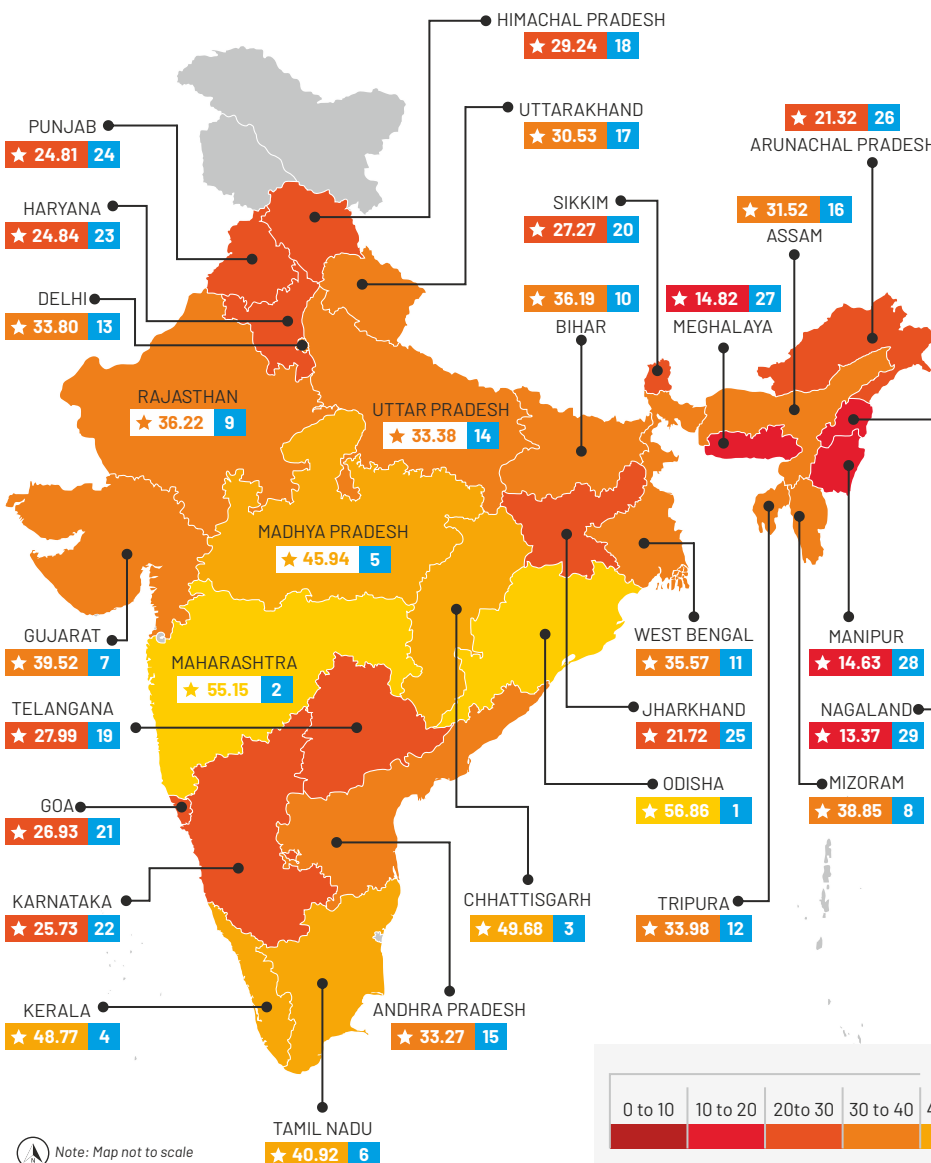 HIMACHAL PRADESH
★ 29.24 18
UTTARAKHAND
★ 30.53 17
PUNJAB
★ 24.81 24
★ 21.32 26
ARUNACHAL PRADESH
HARYANA
★ 24.84 23
SIKKIM
★ 27.27 20
★ 31.52 16
ASSAM
DELHI
★ 33.80 13
★ 36.19 10
BIHAR
★ 14.82 27
MEGHALAYA
RAJASTHAN
★ 36.22 9
UTTAR PRADESH
★ 33.38 14
MADHYA PRADESH
★ 45.94 5
GUJARAT
★ 39.52 7
MAHARASHTRA
★ 55.15 2
WEST BENGAL
★ 35.57 11
MANIPUR
★ 14.63 28
TELANGANA
★ 27.99 19
JHARKHAND
★ 21.72 25
NAGALAND
★ 13.37 29
GOA
★ 26.93 21
ODISHA
★ 56.86 1
MIZORAM
★ 38.85 8
KARNATAKA
★ 25.73 22
CHHATTISGARH
★ 49.68 3
TRIPURA
★ 33.98 12
KERALA
★ 48.77 4
ANDHRA PRADESH
★ 33.27 15
TAMIL NADU
★ 40.92 6
0 to 10 10 to 20 20to 30 30 to 40 4
N
Note: Map not to scale